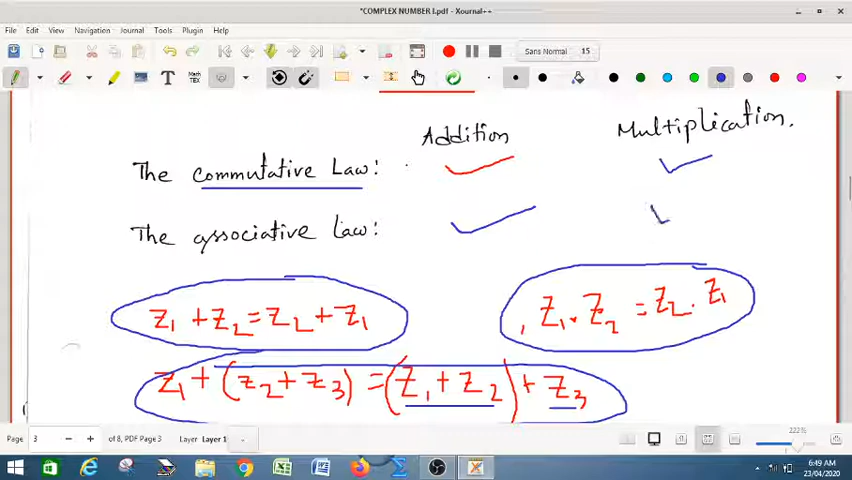 *COMPLEX NUMBER I.pdf - Xournal++
File Edit View Navigation Journal Tools Plugin Help
Sans Normal 15
Addition Multiplication.
The commutative Law:
The associative law:
z₁ + z₂ = z₂ + z₁
z₁ · z₂ = z₂ · z₁
z₁ + (z₂ + z₃) = (z₁ + z₂) + z₃
Page 3 of 8, PDF Page 3 Layer Layer 1 222%
6:49 AM
23/04/2020